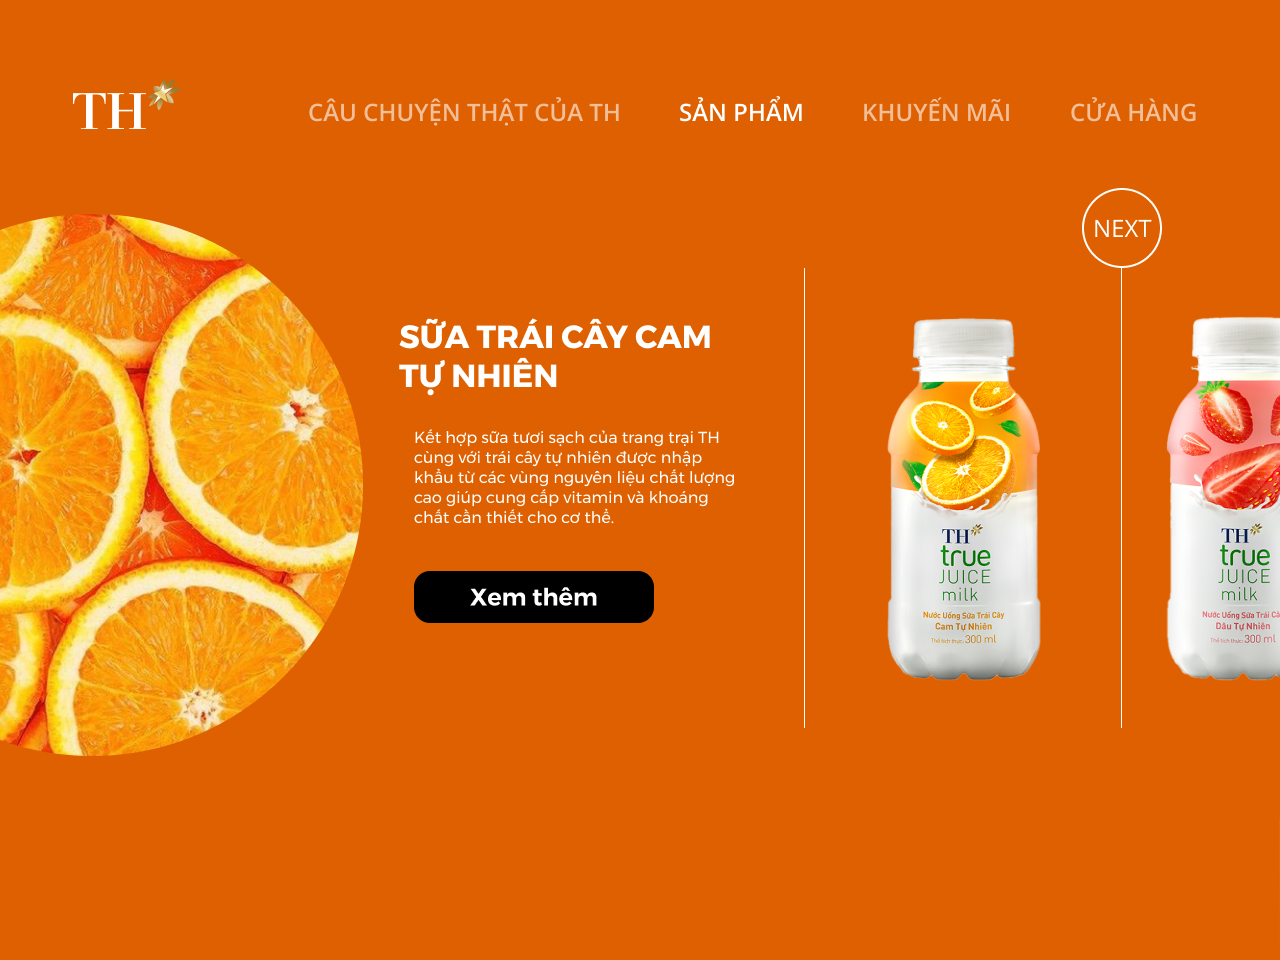 TH
CÂU CHUYỆN THẬT CỦA TH
SẢN PHẨM
KHUYẾN MÃI
CỬA HÀNG
NEXT
SỮA TRÁI CÂY CAM
TỰ NHIÊN
Kết hợp sữa tươi sạch của trang trại TH
cùng với trái cây tự nhiên được nhập
khẩu từ các vùng nguyên liệu chất lượng
cao giúp cung cấp vitamin và khoáng
chất cần thiết cho cơ thể.
Xem thêm
TH
true
JUICE
milk
Nước Uống Sữa Trái Cây
Cam Tự Nhiên
Thể tích thực: 300 ml
TH
true
JUICE
milk
Nước Uống Sữa Trái Câ
Dâu Tự Nhiên
Thể tích thực: 300 ml